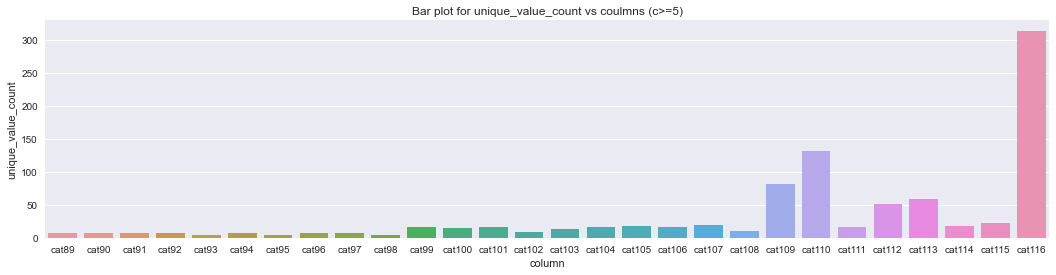 Bar plot for unique_value_count vs coulmns (c>=5)
unique_value_count
300
250
200
150
100
50
0
cat89 cat90 cat91 cat92 cat93 cat94 cat95 cat96 cat97 cat98 cat99 cat100 cat101 cat102 cat103 cat104 cat105 cat106 cat107 cat108 cat109 cat110 cat111 cat112 cat113 cat114 cat115 cat116
column